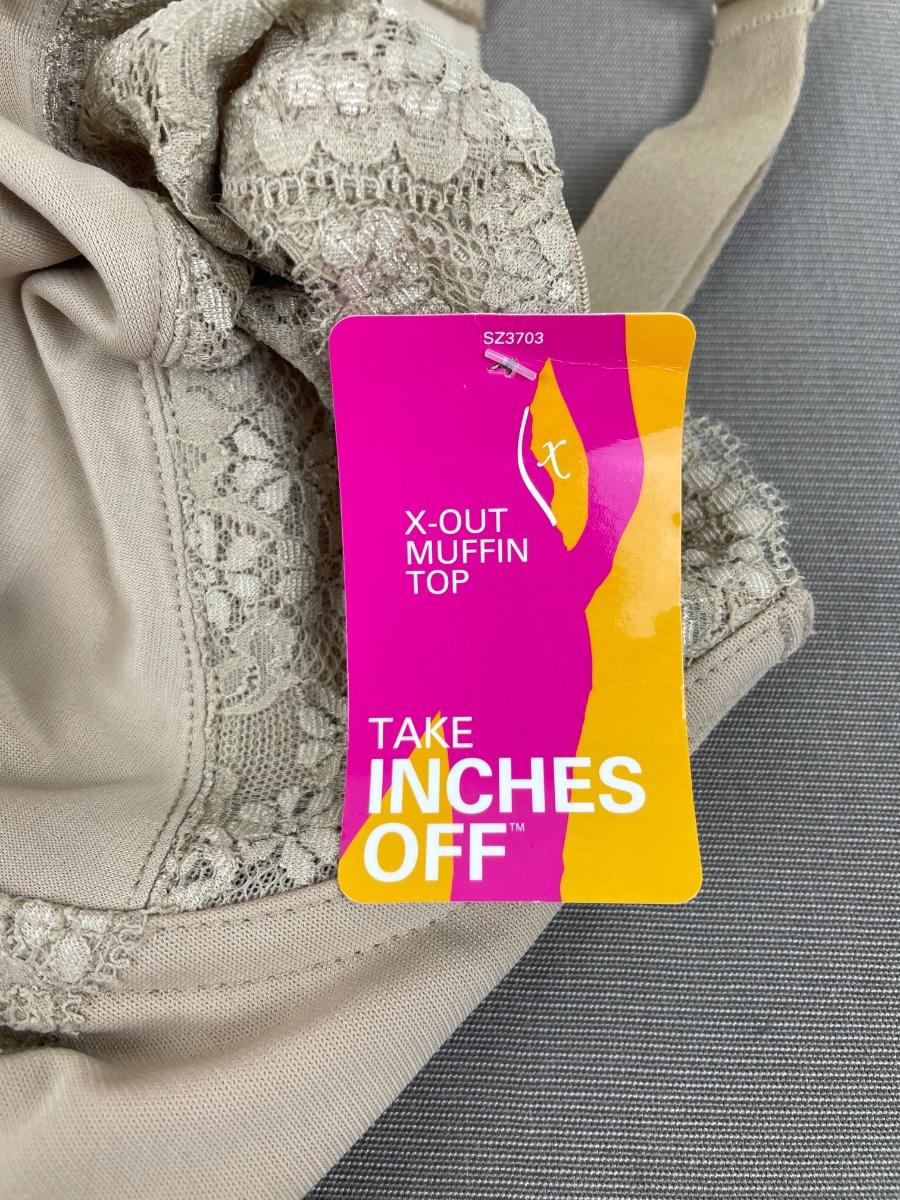 SZ3703
x
X-OUT
MUFFIN
TOP
TAKE
INCHES
OFF™